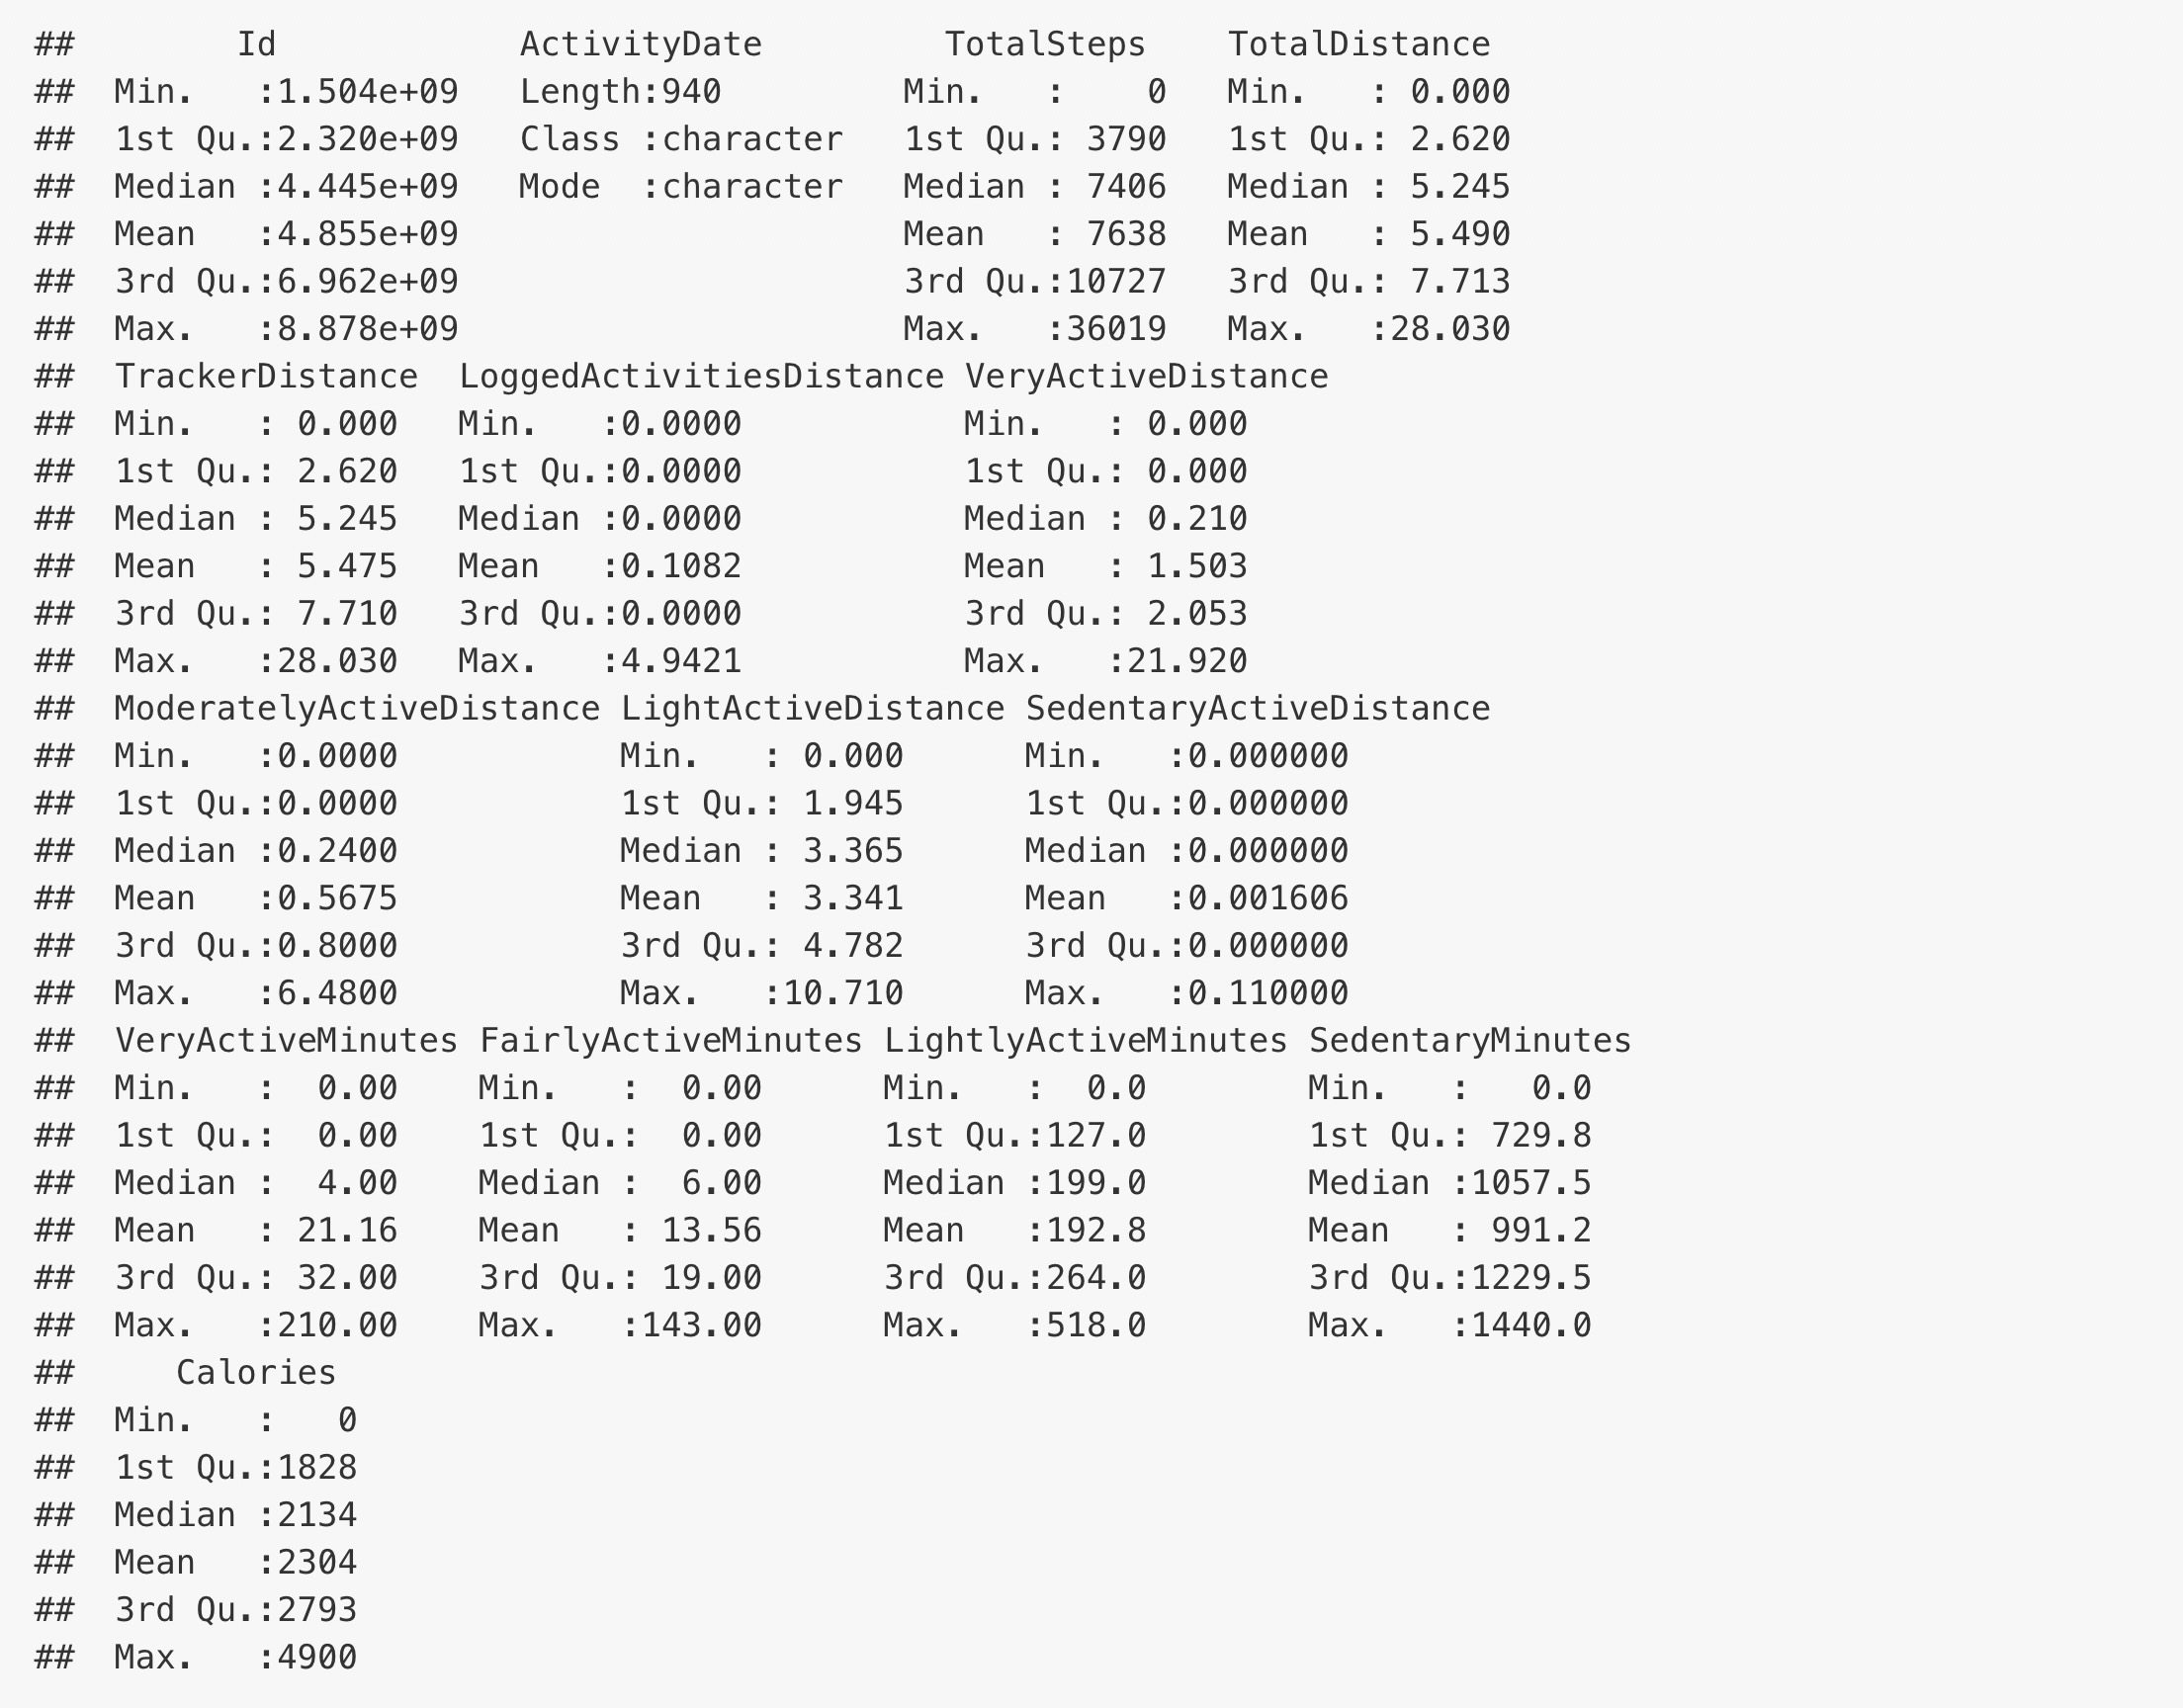 ##        Id            ActivityDate         TotalSteps    TotalDistance
##  Min.   :1.504e+09   Length:940         Min.   :    0   Min.   : 0.000
##  1st Qu.:2.320e+09   Class :character   1st Qu.: 3790   1st Qu.: 2.620
##  Median :4.445e+09   Mode  :character   Median : 7406   Median : 5.245
##  Mean   :4.855e+09                      Mean   : 7638   Mean   : 5.490
##  3rd Qu.:6.962e+09                      3rd Qu.:10727   3rd Qu.: 7.713
##  Max.   :8.878e+09                      Max.   :36019   Max.   :28.030
##  TrackerDistance  LoggedActivitiesDistance VeryActiveDistance
##  Min.   : 0.000   Min.   :0.0000           Min.   : 0.000
##  1st Qu.: 2.620   1st Qu.:0.0000           1st Qu.: 0.000
##  Median : 5.245   Median :0.0000           Median : 0.210
##  Mean   : 5.475   Mean   :0.1082           Mean   : 1.503
##  3rd Qu.: 7.710   3rd Qu.:0.0000           3rd Qu.: 2.053
##  Max.   :28.030   Max.   :4.9421           Max.   :21.920
##  ModeratelyActiveDistance LightActiveDistance SedentaryActiveDistance
##  Min.   :0.0000           Min.   : 0.000      Min.   :0.000000
##  1st Qu.:0.0000           1st Qu.: 1.945      1st Qu.:0.000000
##  Median :0.2400           Median : 3.365      Median :0.000000
##  Mean   :0.5675           Mean   : 3.341      Mean   :0.001606
##  3rd Qu.:0.8000           3rd Qu.: 4.782      3rd Qu.:0.000000
##  Max.   :6.4800           Max.   :10.710      Max.   :0.110000
##  VeryActiveMinutes FairlyActiveMinutes LightlyActiveMinutes SedentaryMinutes
##  Min.   :  0.00    Min.   :  0.00      Min.   :  0.0        Min.   :   0.0
##  1st Qu.:  0.00    1st Qu.:  0.00      1st Qu.:127.0        1st Qu.: 729.8
##  Median :  4.00    Median :  6.00      Median :199.0        Median :1057.5
##  Mean   : 21.16    Mean   : 13.56      Mean   :192.8        Mean   : 991.2
##  3rd Qu.: 32.00    3rd Qu.: 19.00      3rd Qu.:264.0        3rd Qu.:1229.5
##  Max.   :210.00    Max.   :143.00      Max.   :518.0        Max.   :1440.0
##     Calories
##  Min.   :   0
##  1st Qu.:1828
##  Median :2134
##  Mean   :2304
##  3rd Qu.:2793
##  Max.   :4900